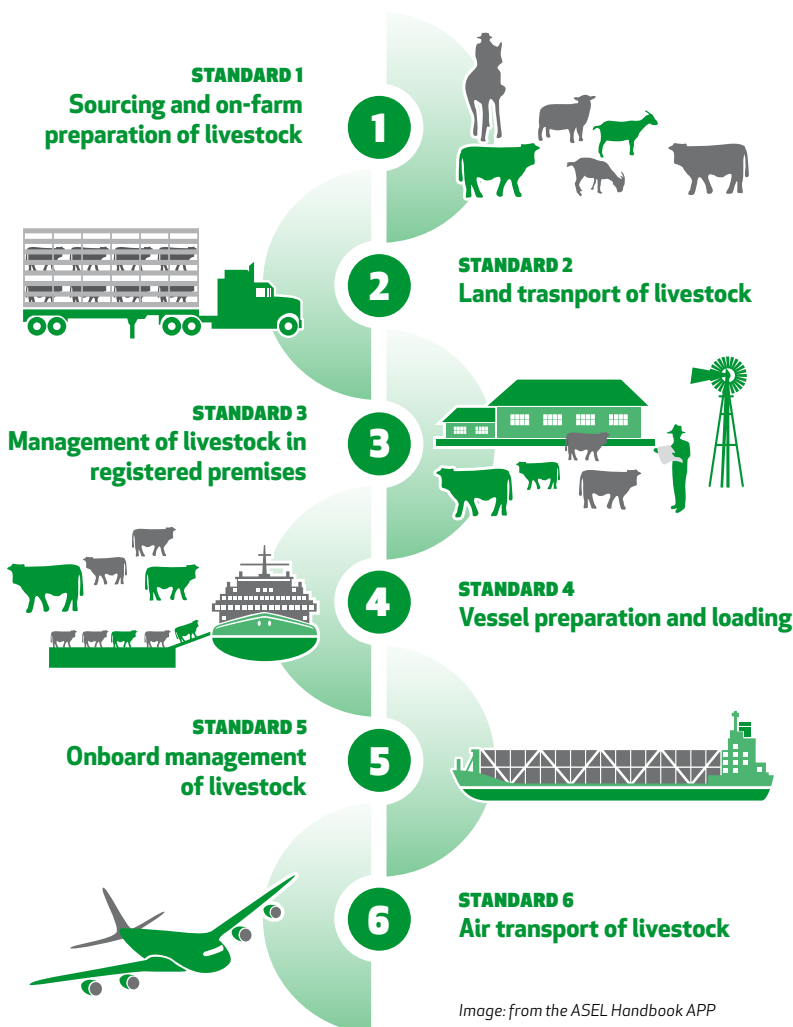 STANDARD 1
Sourcing and on-farm
preparation of livestock
1
2
STANDARD 2
Land trasnport of livestock
STANDARD 3
Management of livestock in
registered premises
3
4
STANDARD 4
Vessel preparation and loading
STANDARD 5
Onboard management
of livestock
5
6
STANDARD 6
Air transport of livestock
Image: from the ASEL Handbook APP